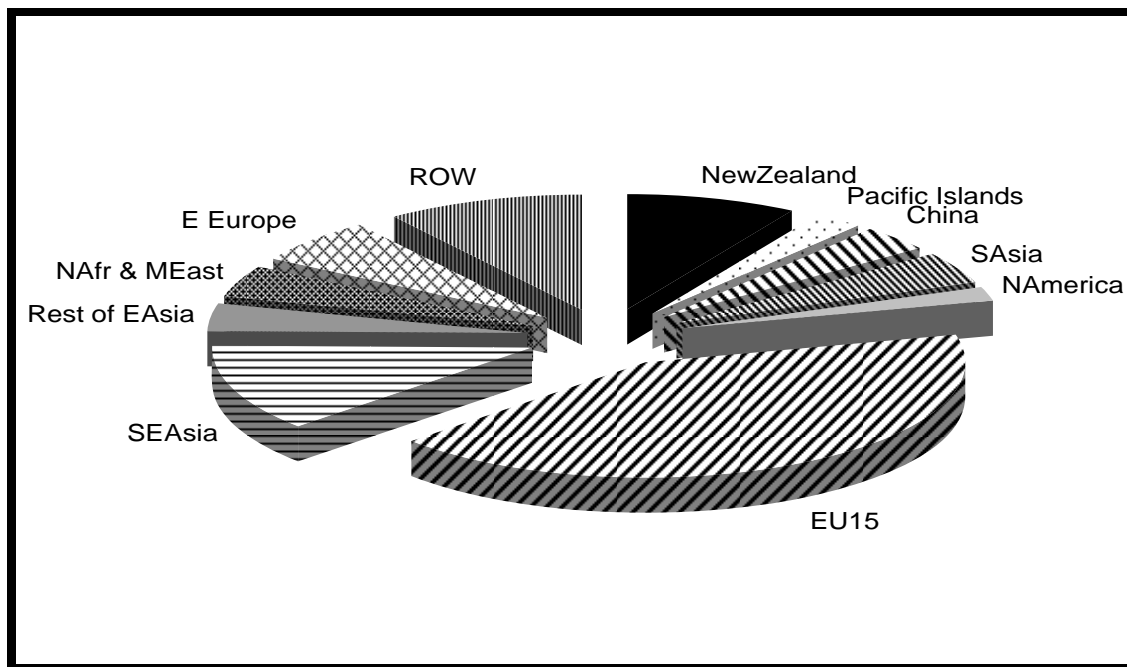 ROW
NewZealand
Pacific Islands
China
E Europe
SAsia
NAfr & MEast
NAmerica
Rest of EAsia
SEAsia
EU15